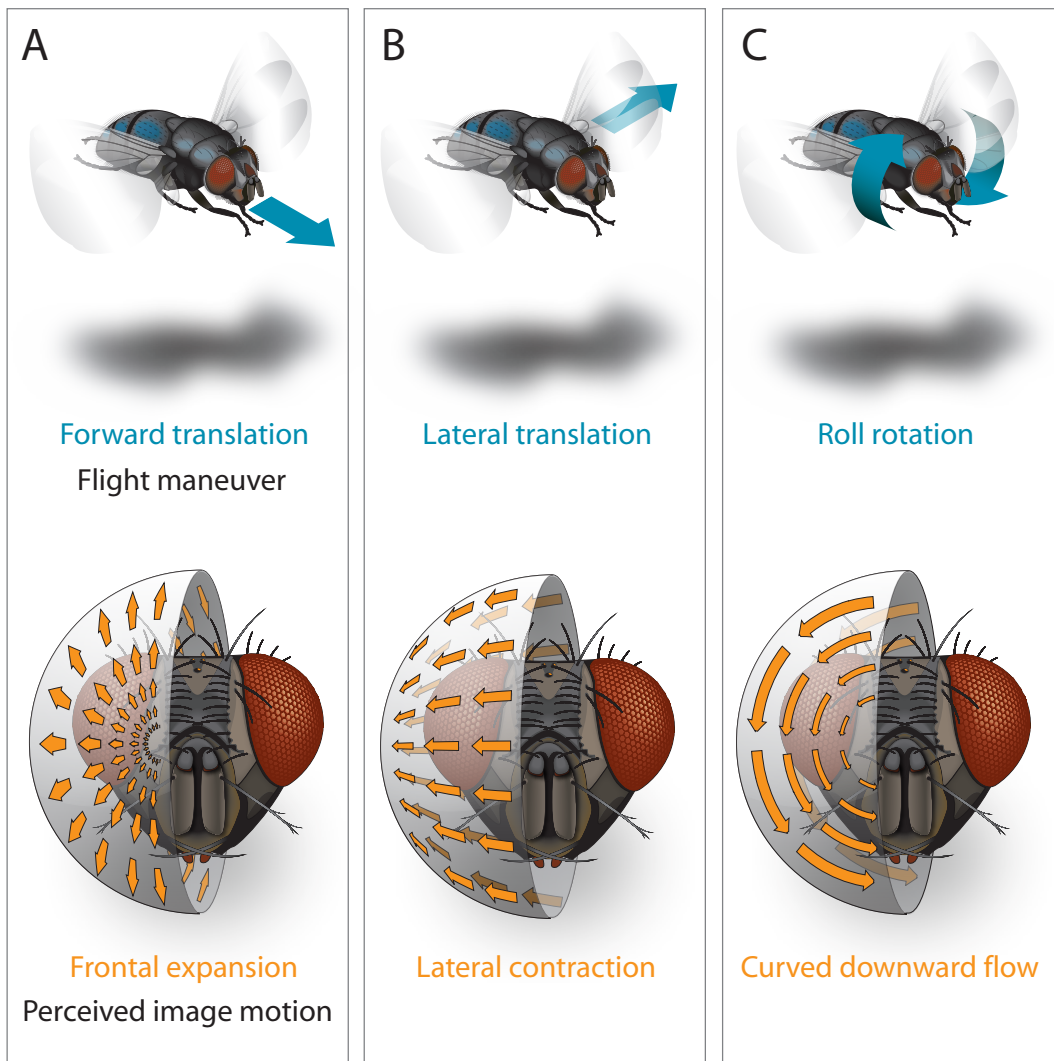 A
B
C
Forward translation
Lateral translation
Roll rotation
Flight maneuver
Frontal expansion
Lateral contraction
Curved downward flow
Perceived image motion